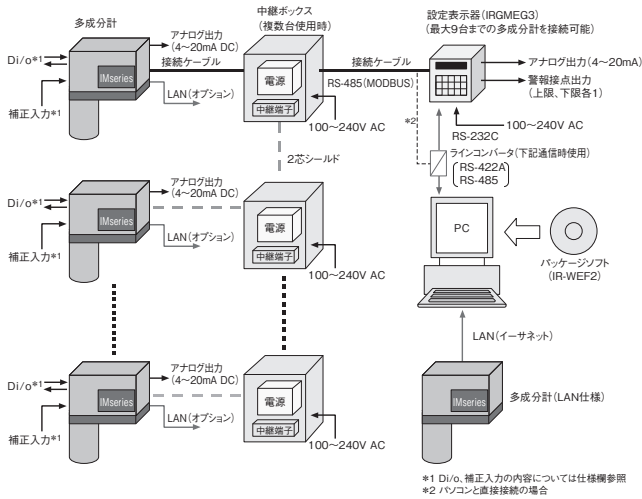 多成分計
中継ボックス
(複数台使用時)
設定表示器(IRGMEG3)
(最大9台までの多成分計を接続可能)
Di/o*1
アナログ出力
(4〜20mA DC)
接続ケーブル
IMseries
補正入力*1
LAN(オプション)
電源
中継端子
100〜240V AC
接続ケーブル
RS-485(MODBUS)
*2
アナログ出力(4〜20mA)
警報接点出力
(上限、下限各1)
100〜240V AC
RS-232C
ラインコンバータ(下記通信時使用)
RS-422A
RS-485
2芯シールド
Di/o*1
アナログ出力
(4〜20mA DC)
IMseries
補正入力*1
LAN(オプション)
電源
中継端子
100〜240V AC
PC
パッケージソフト
(IR-WEF2)
LAN(イーサネット)
Di/o*1
アナログ出力
(4〜20mA DC)
IMseries
補正入力*1
LAN(オプション)
電源
中継端子
100〜240V AC
IMseries
多成分計(LAN仕様)
*1 Di/o、補正入力の内容については仕様欄参照
*2 パソコンと直接接続の場合